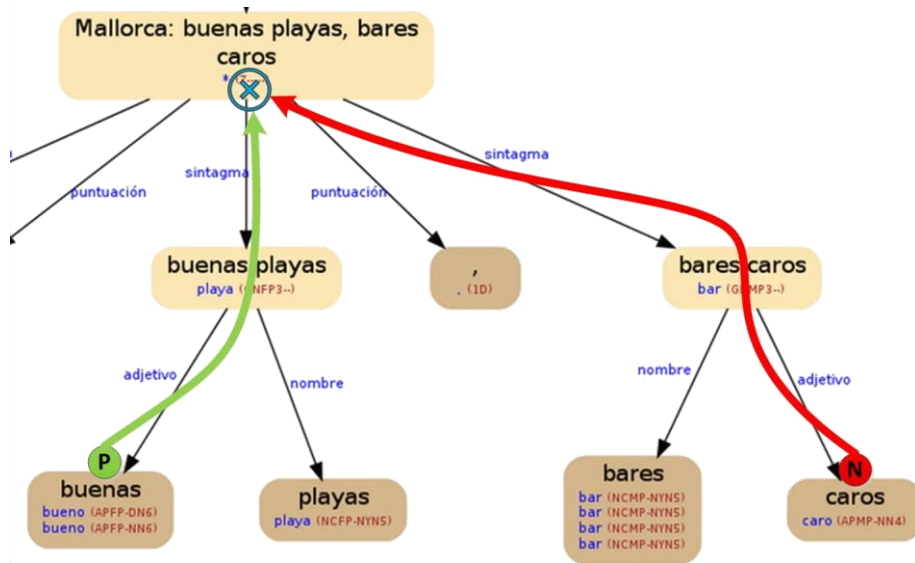 Mallorca: buenas playas, bares
caros
sintagma
puntuación
sintagma
puntuación
buenas playas
playa
,
(1D)
bares caros
bar
adjetivo
nombre
nombre
adjetivo
P
N
buenas
bueno (APFP-DN6)
bueno (APFP-NN6)
playas
playa (NCFP-NYN5)
bares
bar (NCMP-NYN5)
bar (NCMP-NYN5)
bar (NCMP-NYN5)
bar (NCMP-NYN5)
caros
caro (APMP-NN4)